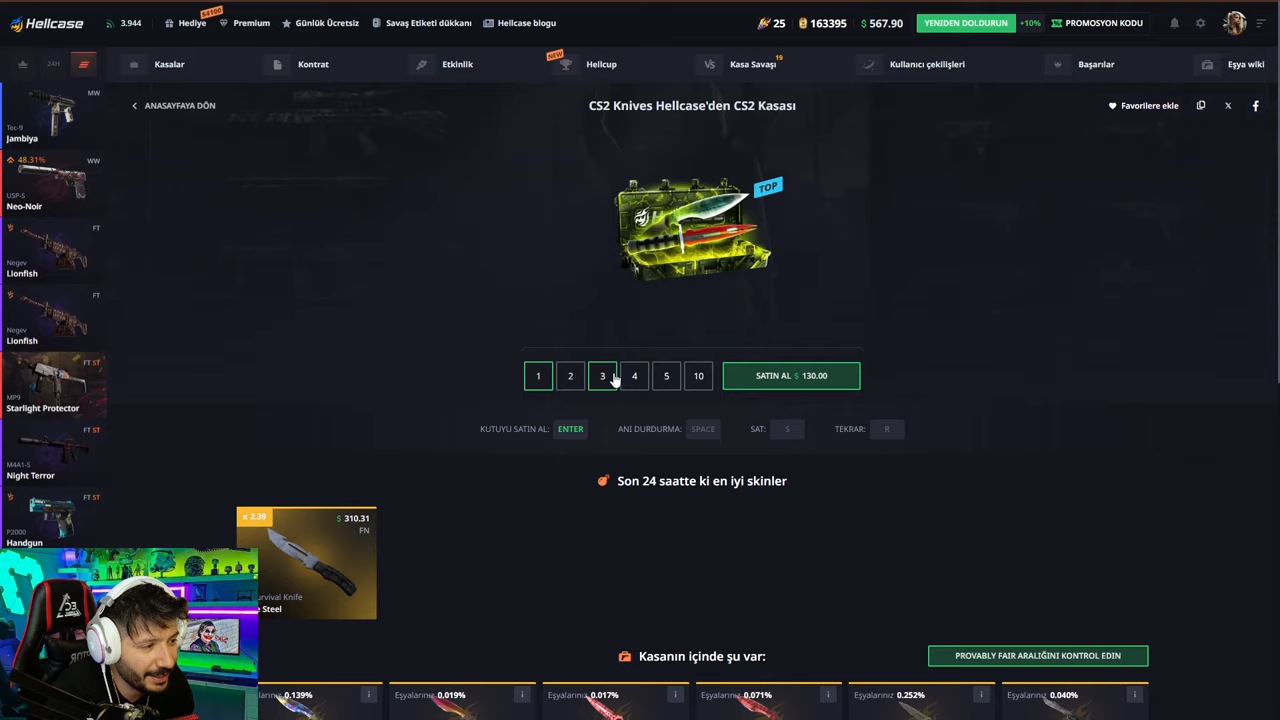 Hellcase
3.944
Hediye
$4100
Premium
Günlük Ücretsiz
Savaş Etiketi dükkanı
Hellcase blogu
25
163395
$ 567.90
YENİDEN DOLDURUN
+10%
PROMOSYON KODU
24H
Kasalar
Kontrat
Etkinlik
NEW
Hellcup
VS
Kasa Savaşı
19
Kullanıcı çekilişleri
Başarılar
Eşya wiki
MW
Tec-9
Jambiya
48.31%
WW
USP-S
Neo-Noir
FT
Negev
Lionfish
FT
Negev
Lionfish
FT ST
MP9
Starlight Protector
FT ST
M4A1-S
Night Terror
FT ST
P2000
Handgun
ANASAYFAYA DÖN
CS2 Knives Hellcase'den CS2 Kasası
Favorilere ekle
TOP
1
2
3
4
5
10
SATIN AL $ 130.00
KUTUYU SATIN AL: ENTER
ANI DURDURMA: SPACE
SAT: S
TEKRAR: R
Son 24 saatte ki en iyi skinler
x 2.39
$ 310.31
FN
urvival Knife
e Steel
Kasanın içinde şu var:
PROVABLY FAIR ARALIĞINI KONTROL EDIN
0.139%
Eşyalarınız 0.019%
Eşyalarınız 0.017%
Eşyalarınız 0.071%
Eşyalarınız 0.252%
Eşyalarınız 0.040%